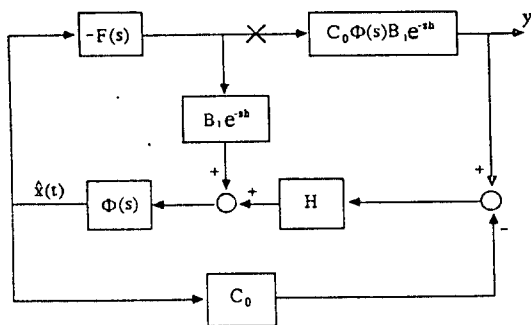 y
-F(s)
C₀Φ(s)B₁e^-sh
B₁e^-sh
+
+
x̂(t)
Φ(s)
+
H
-
C₀